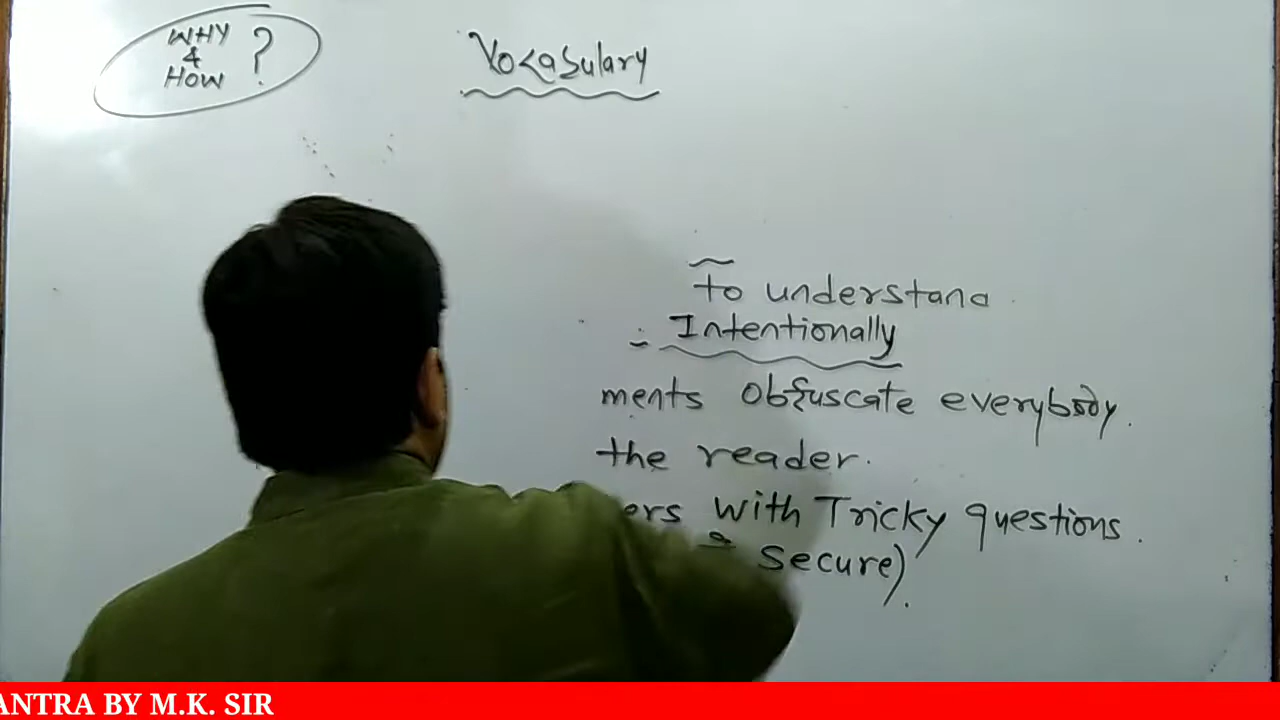 WHY
&
HOW ?
Vocabulary
to understand
Intentionally
ments obfuscate everybody.
the reader.
ers with Tricky questions.
secure).
ANTRA BY M.K. SIR